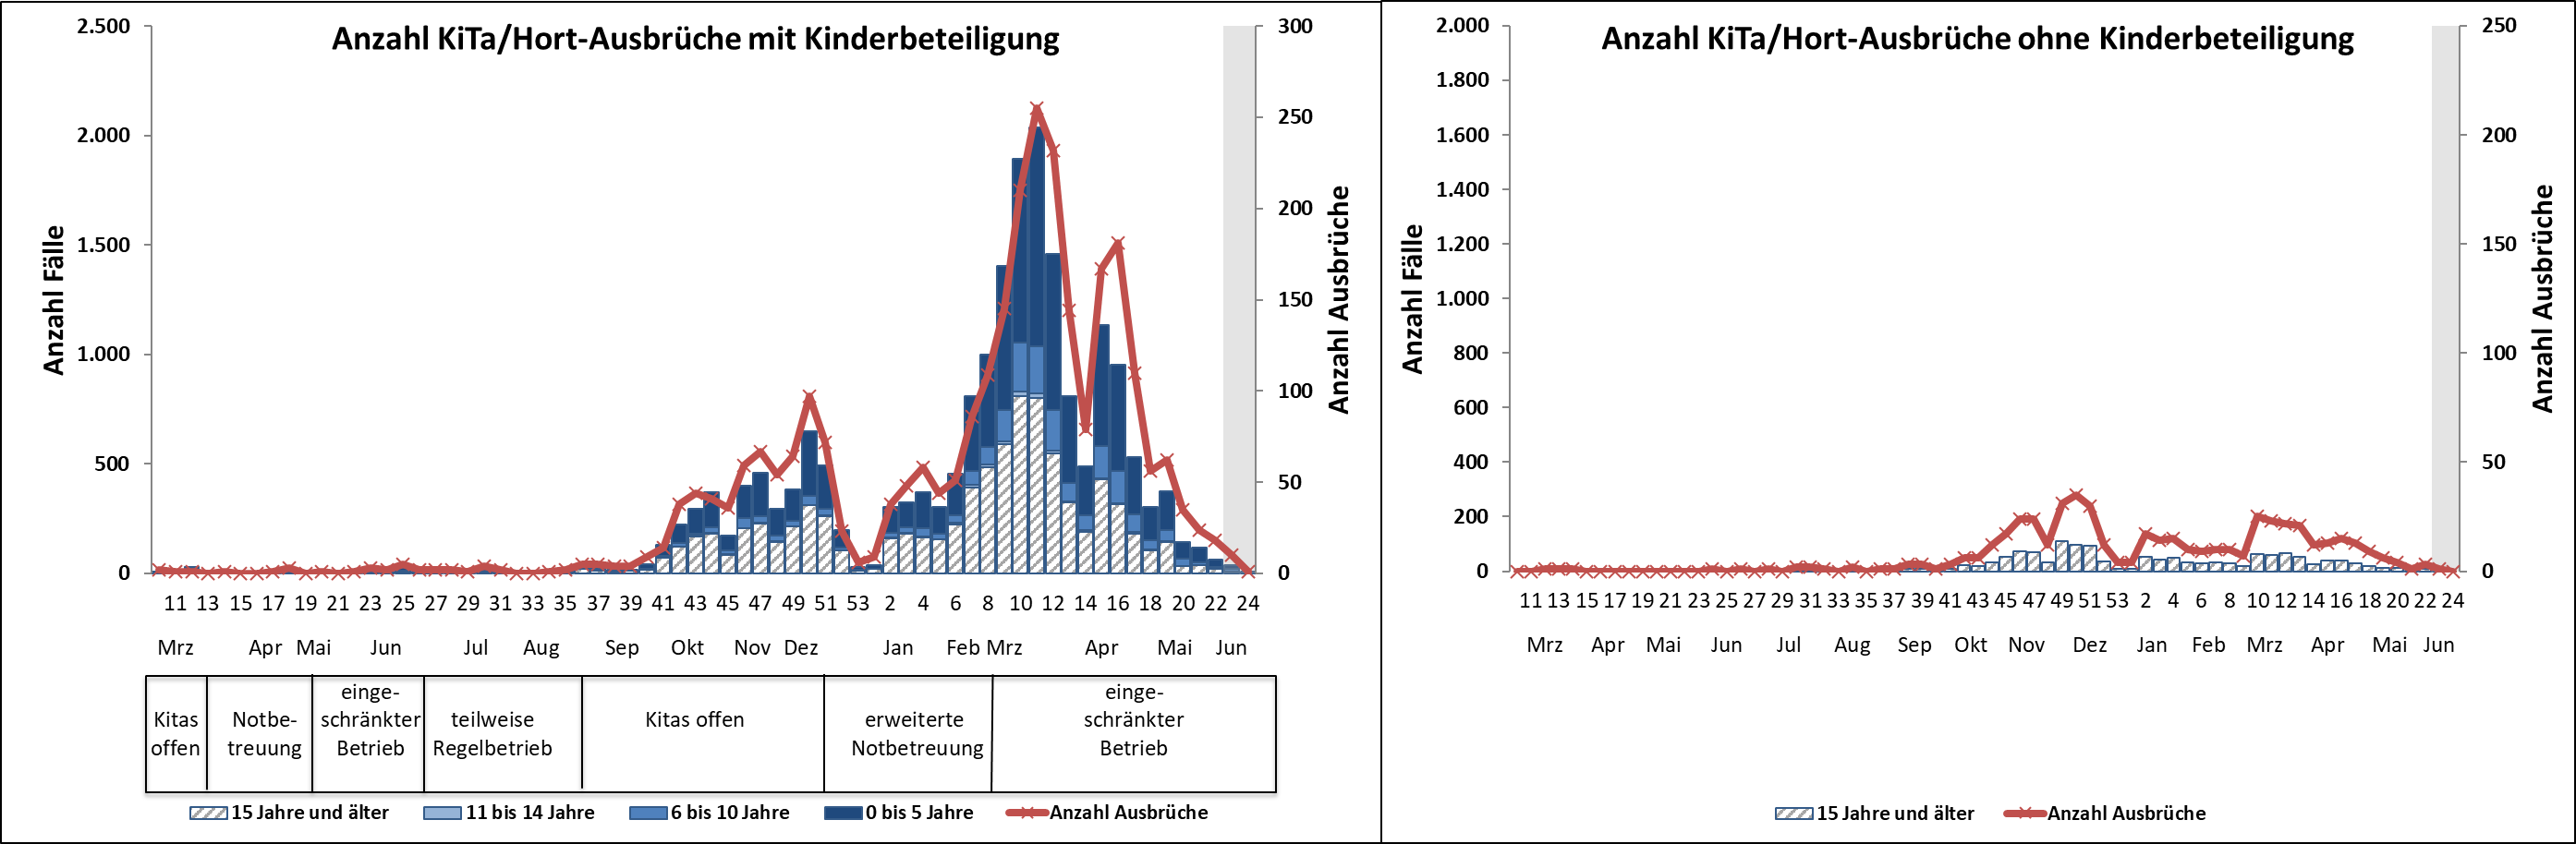 Anzahl KiTa/Hort-Ausbrüche mit Kinderbeteiligung
Anzahl Fälle
2.500
2.000
1.500
1.000
500
0
300
250
200
150
100
50
0
Anzahl Ausbrüche
11 13 15 17 19 21 23 25 27 29 31 33 35 37 39 41 43 45 47 49 51 53 2 4 6 8 10 12 14 16 18 20 22 24
Mrz Apr Mai Jun Jul Aug Sep Okt Nov Dez Jan Feb Mrz Apr Mai Jun
Kitas
offen
Notbe-
treuung
einge-
schränkter
Betrieb
teilweise
Regelbetrieb
Kitas offen
erweiterte
Notbetreuung
einge-
schränkter
Betrieb
15 Jahre und älter 11 bis 14 Jahre 6 bis 10 Jahre 0 bis 5 Jahre Anzahl Ausbrüche
Anzahl KiTa/Hort-Ausbrüche ohne Kinderbeteiligung
Anzahl Fälle
2.000
1.800
1.600
1.400
1.200
1.000
800
600
400
200
0
250
200
150
100
50
0
Anzahl Ausbrüche
11 13 15 17 19 21 23 25 27 29 31 33 35 37 39 41 43 45 47 49 51 53 2 4 6 8 10 12 14 16 18 20 22 24
Mrz Apr Mai Jun Jul Aug Sep Okt Nov Dez Jan Feb Mrz Apr Mai Jun
15 Jahre und älter Anzahl Ausbrüche